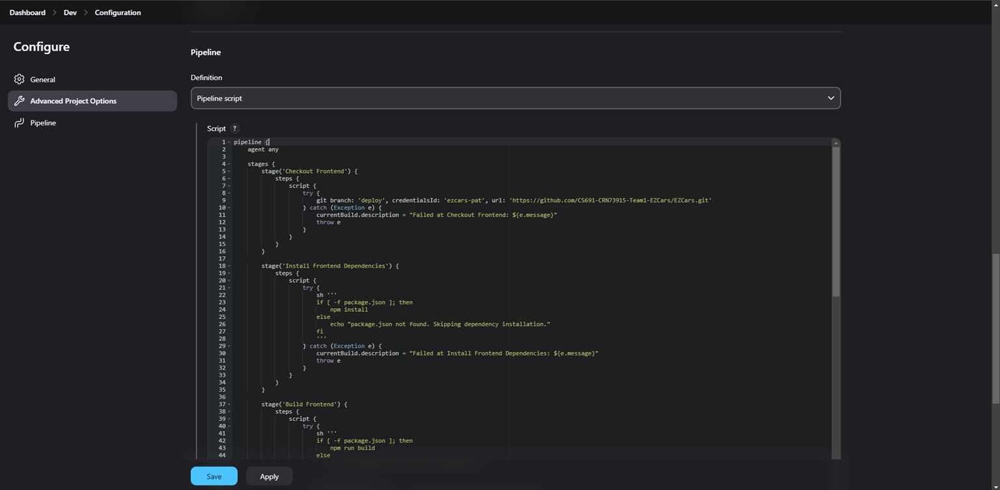 Dashboard > Dev > Configuration
Configure
General
Advanced Project Options
Pipeline
Pipeline
Definition
Pipeline script
Script ?
1 pipeline {
2     agent any
3
4     stages {
5         stage('Checkout Frontend') {
6             steps {
7                 script {
8                     try {
9                         git branch: 'deploy', credentialsId: 'ezcars-pat', url: 'https://github.com/CS691-CRN73915-Team1-EZCars/EZCars.git'
10                     } catch (Exception e) {
11                         currentBuild.description = "Failed at Checkout Frontend: ${e.message}"
12                         throw e
13                     }
14                 }
15             }
16         }
17
18         stage('Install Frontend Dependencies') {
19             steps {
20                 script {
21                     try {
22                         sh '''
23                         if [ -f package.json ]; then
24                             npm install
25                         else
26                             echo "package.json not found. Skipping dependency installation."
27                         fi
28                         '''
29                     } catch (Exception e) {
30                         currentBuild.description = "Failed at Install Frontend Dependencies: ${e.message}"
31                         throw e
32                     }
33                 }
34             }
35         }
36
37         stage('Build Frontend') {
38             steps {
39                 script {
40                     try {
41                         sh '''
42                         if [ -f package.json ]; then
43                             npm run build
44                         else
Save
Apply